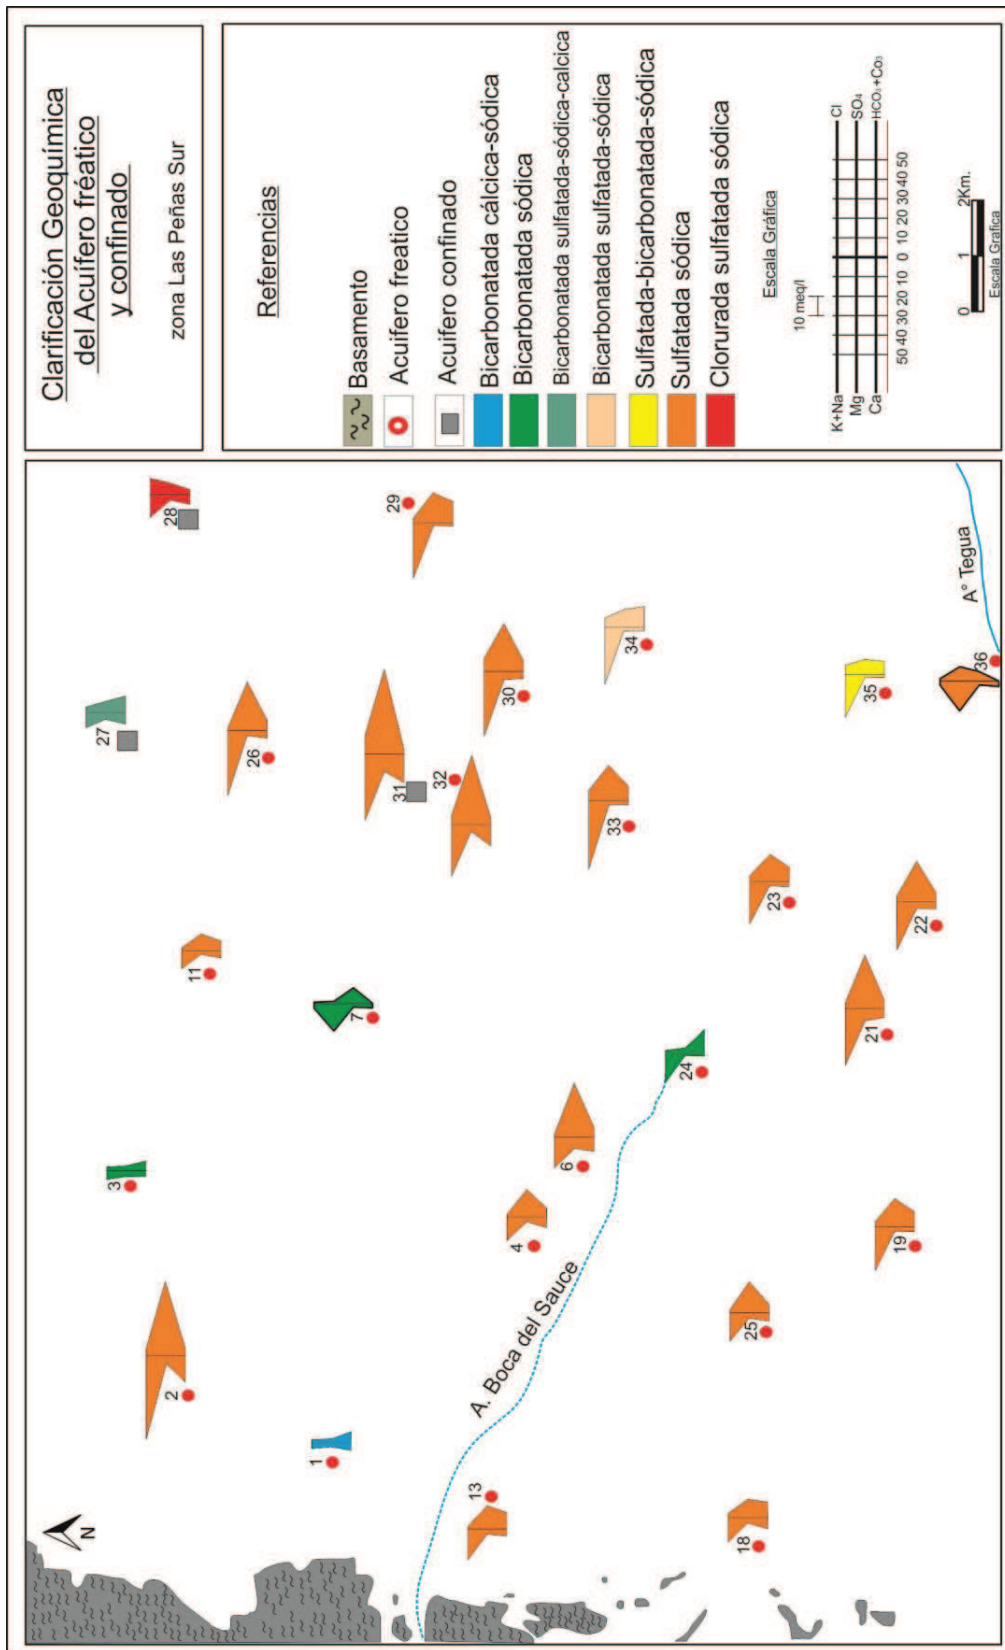 Clarificación Geoquímica
del Acuífero fréatico
y confinado
zona Las Peñas Sur
Referencias
Basamento
Acuífero freatico
Acuífero confinado
Bicarbonatada cálcica-sódica
Bicarbonatada sódica
Bicarbonatada sulfatada-sódica-calcica
Bicarbonatada sulfatada-sódica
Sulfatada-bicarbonatada-sódica
Sulfatada sódica
Clorurada sulfatada sódica
Escala Gráfica
10 meq/l
K+Na Cl
Mg SO4
Ca HCO3+Co3
50 40 30 20 10 0 10 20 30 40 50
0 1 2Km.
Escala Grafica
N
1
2
3
4
6
7
11
13
18
19
21
22
23
24
25
26
27
28
29
30
31
32
33
34
35
36
A. Boca del Sauce
A° Tegua